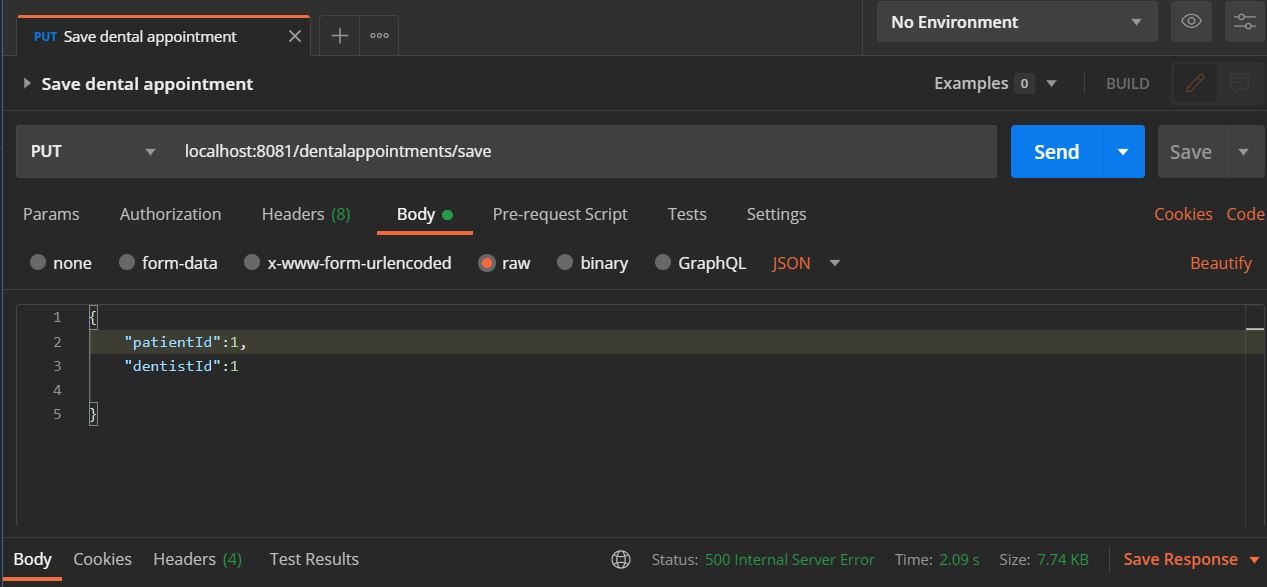 PUT Save dental appointment
No Environment
Save dental appointment
Examples 0
BUILD
PUT
localhost:8081/dentalappointments/save
Send
Save
Params Authorization Headers (8) Body Pre-request Script Tests Settings Cookies Code
none form-data x-www-form-urlencoded raw binary GraphQL JSON Beautify
1 {
2 "patientId":1,
3 "dentistId":1
4
5 }
Body Cookies Headers (4) Test Results Status: 500 Internal Server Error Time: 2.09 s Size: 7.74 KB Save Response